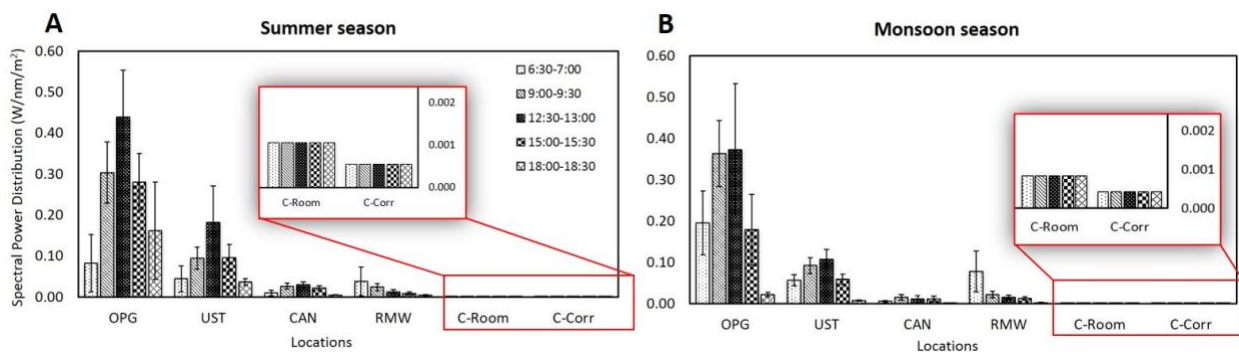 A
Summer season
Spectral Power Distribution (W/nm/m²)
0.60
0.50
0.40
0.30
0.20
0.10
0.00
6:30-7:00
9:00-9:30
12:30-13:00
15:00-15:30
18:00-18:30
0.002
0.001
0.000
C-Room C-Corr
OPG UST CAN RMW C-Room C-Corr
Locations
B
Monsoon season
0.60
0.50
0.40
0.30
0.20
0.10
0.00
0.002
0.001
0.000
C-Room C-Corr
OPG UST CAN RMW C-Room C-Corr
Locations